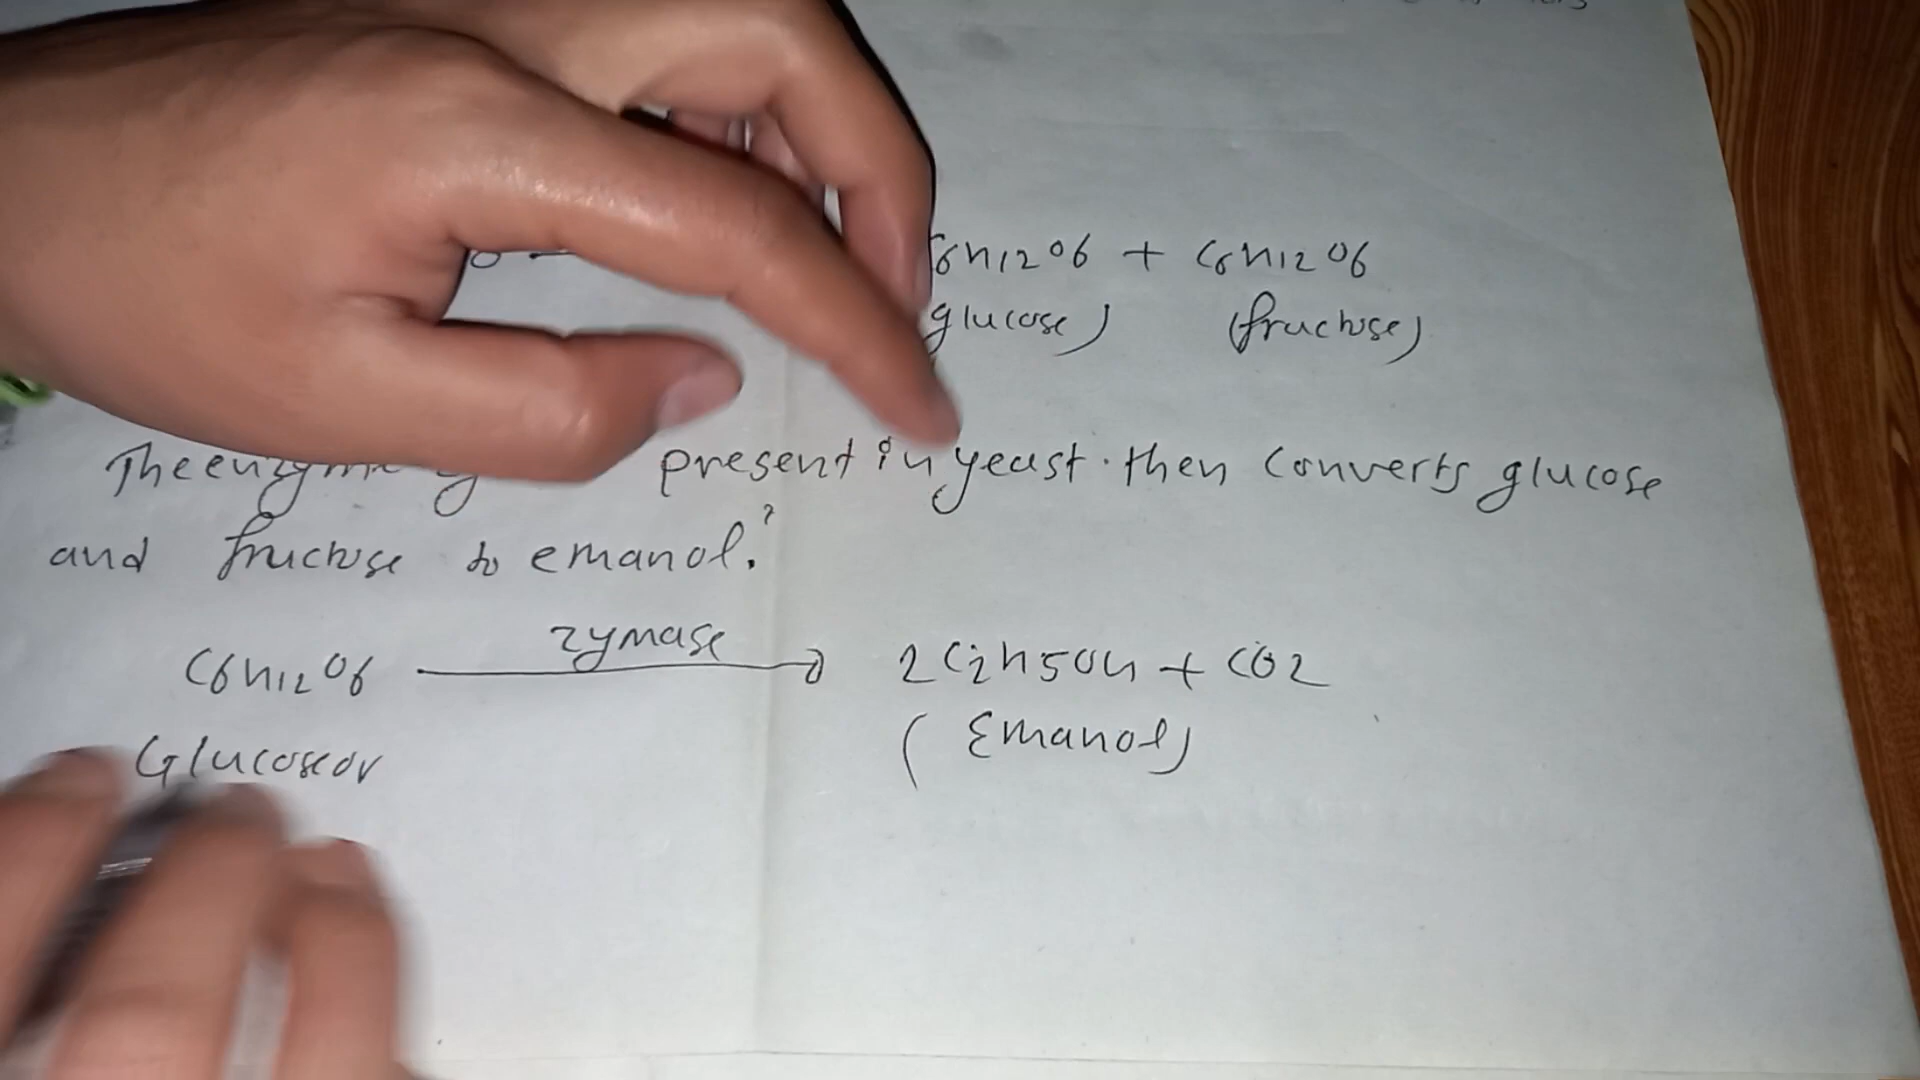 C6H12O6 + C6H12O6
glucose) (fructose)
The enzyme present in yeast. then converts glucose
and fructose to emanol.
zymase
C6H12O6 → 2C2H5OH + CO2
Glucose or (Emanol)